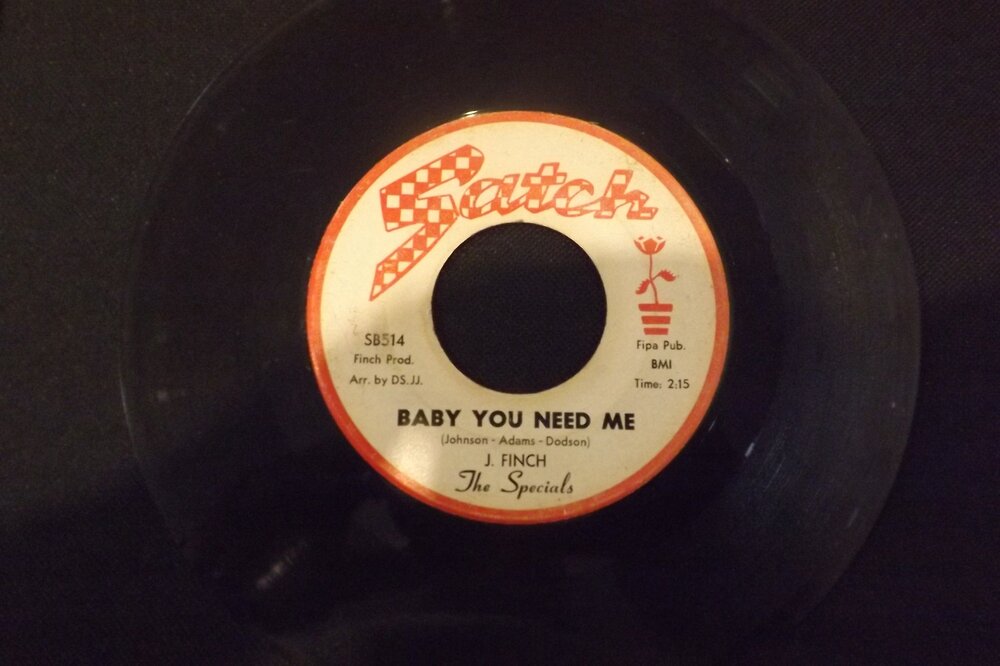 Satch
SB514
Finch Prod.
Arr. by DS. JJ.
Fipa Pub.
BMI
Time: 2:15
BABY YOU NEED ME
(Johnson - Adams - Dodson)
J. FINCH
The Specials